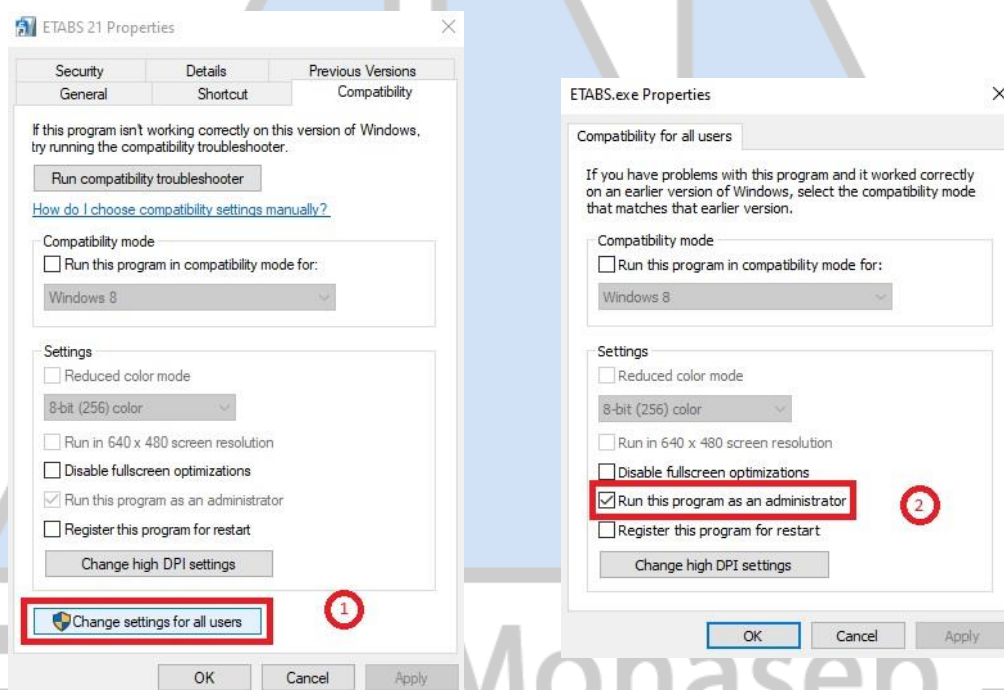 ETABS 21 Properties
Security Details Previous Versions
General Shortcut Compatibility
If this program isn't working correctly on this version of Windows,
try running the compatibility troubleshooter.
Run compatibility troubleshooter
How do I choose compatibility settings manually?
Compatibility mode
Run this program in compatibility mode for:
Windows 8
Settings
Reduced color mode
8-bit (256) color
Run in 640 x 480 screen resolution
Disable fullscreen optimizations
Run this program as an administrator
Register this program for restart
Change high DPI settings
Change settings for all users
1
OK Cancel Apply
ETABS.exe Properties
Compatibility for all users
If you have problems with this program and it worked correctly
on an earlier version of Windows, select the compatibility mode
that matches that earlier version.
Compatibility mode
Run this program in compatibility mode for:
Windows 8
Settings
Reduced color mode
8-bit (256) color
Run in 640 x 480 screen resolution
Disable fullscreen optimizations
Run this program as an administrator
2
Register this program for restart
Change high DPI settings
OK Cancel Apply